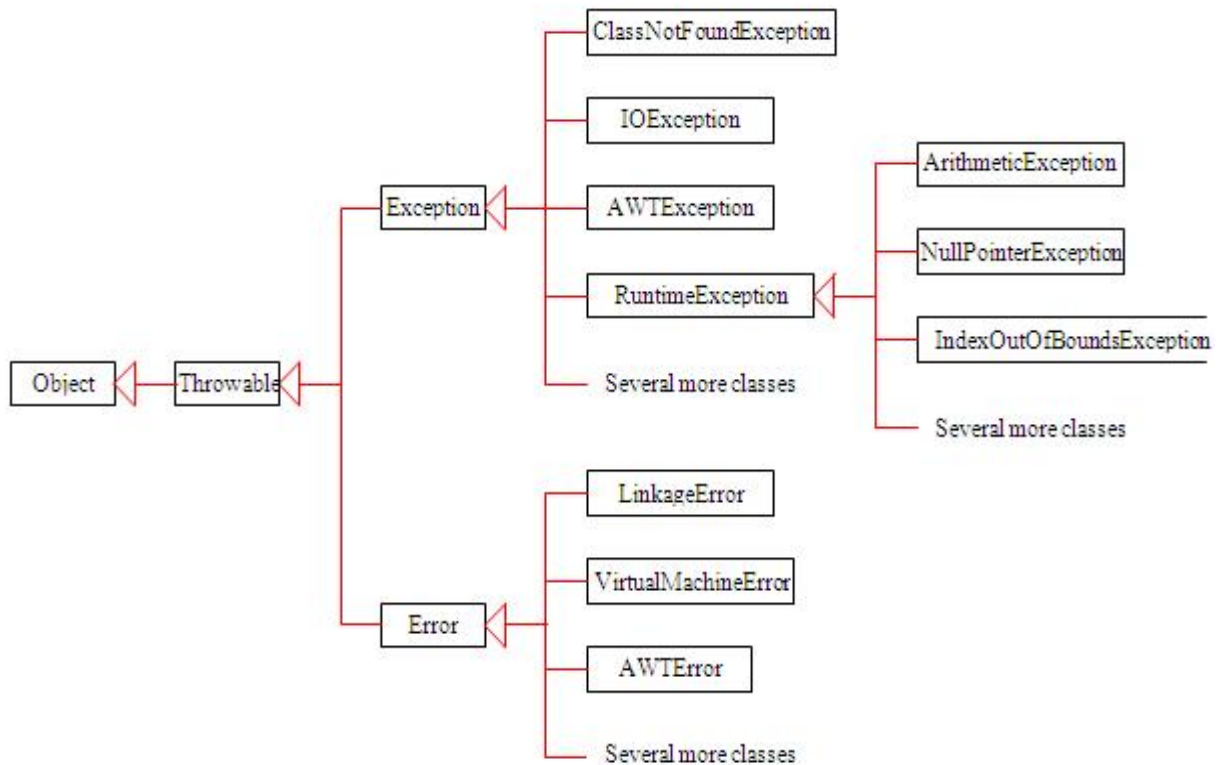 ClassNotFoundException
IOException
ArithmeticException
Exception
AWTException
NullPointerException
RuntimeException
IndexOutOfBoundsException
Object
Throwable
Several more classes
Several more classes
LinkageError
VirtualMachineError
Error
AWTError
Several more classes